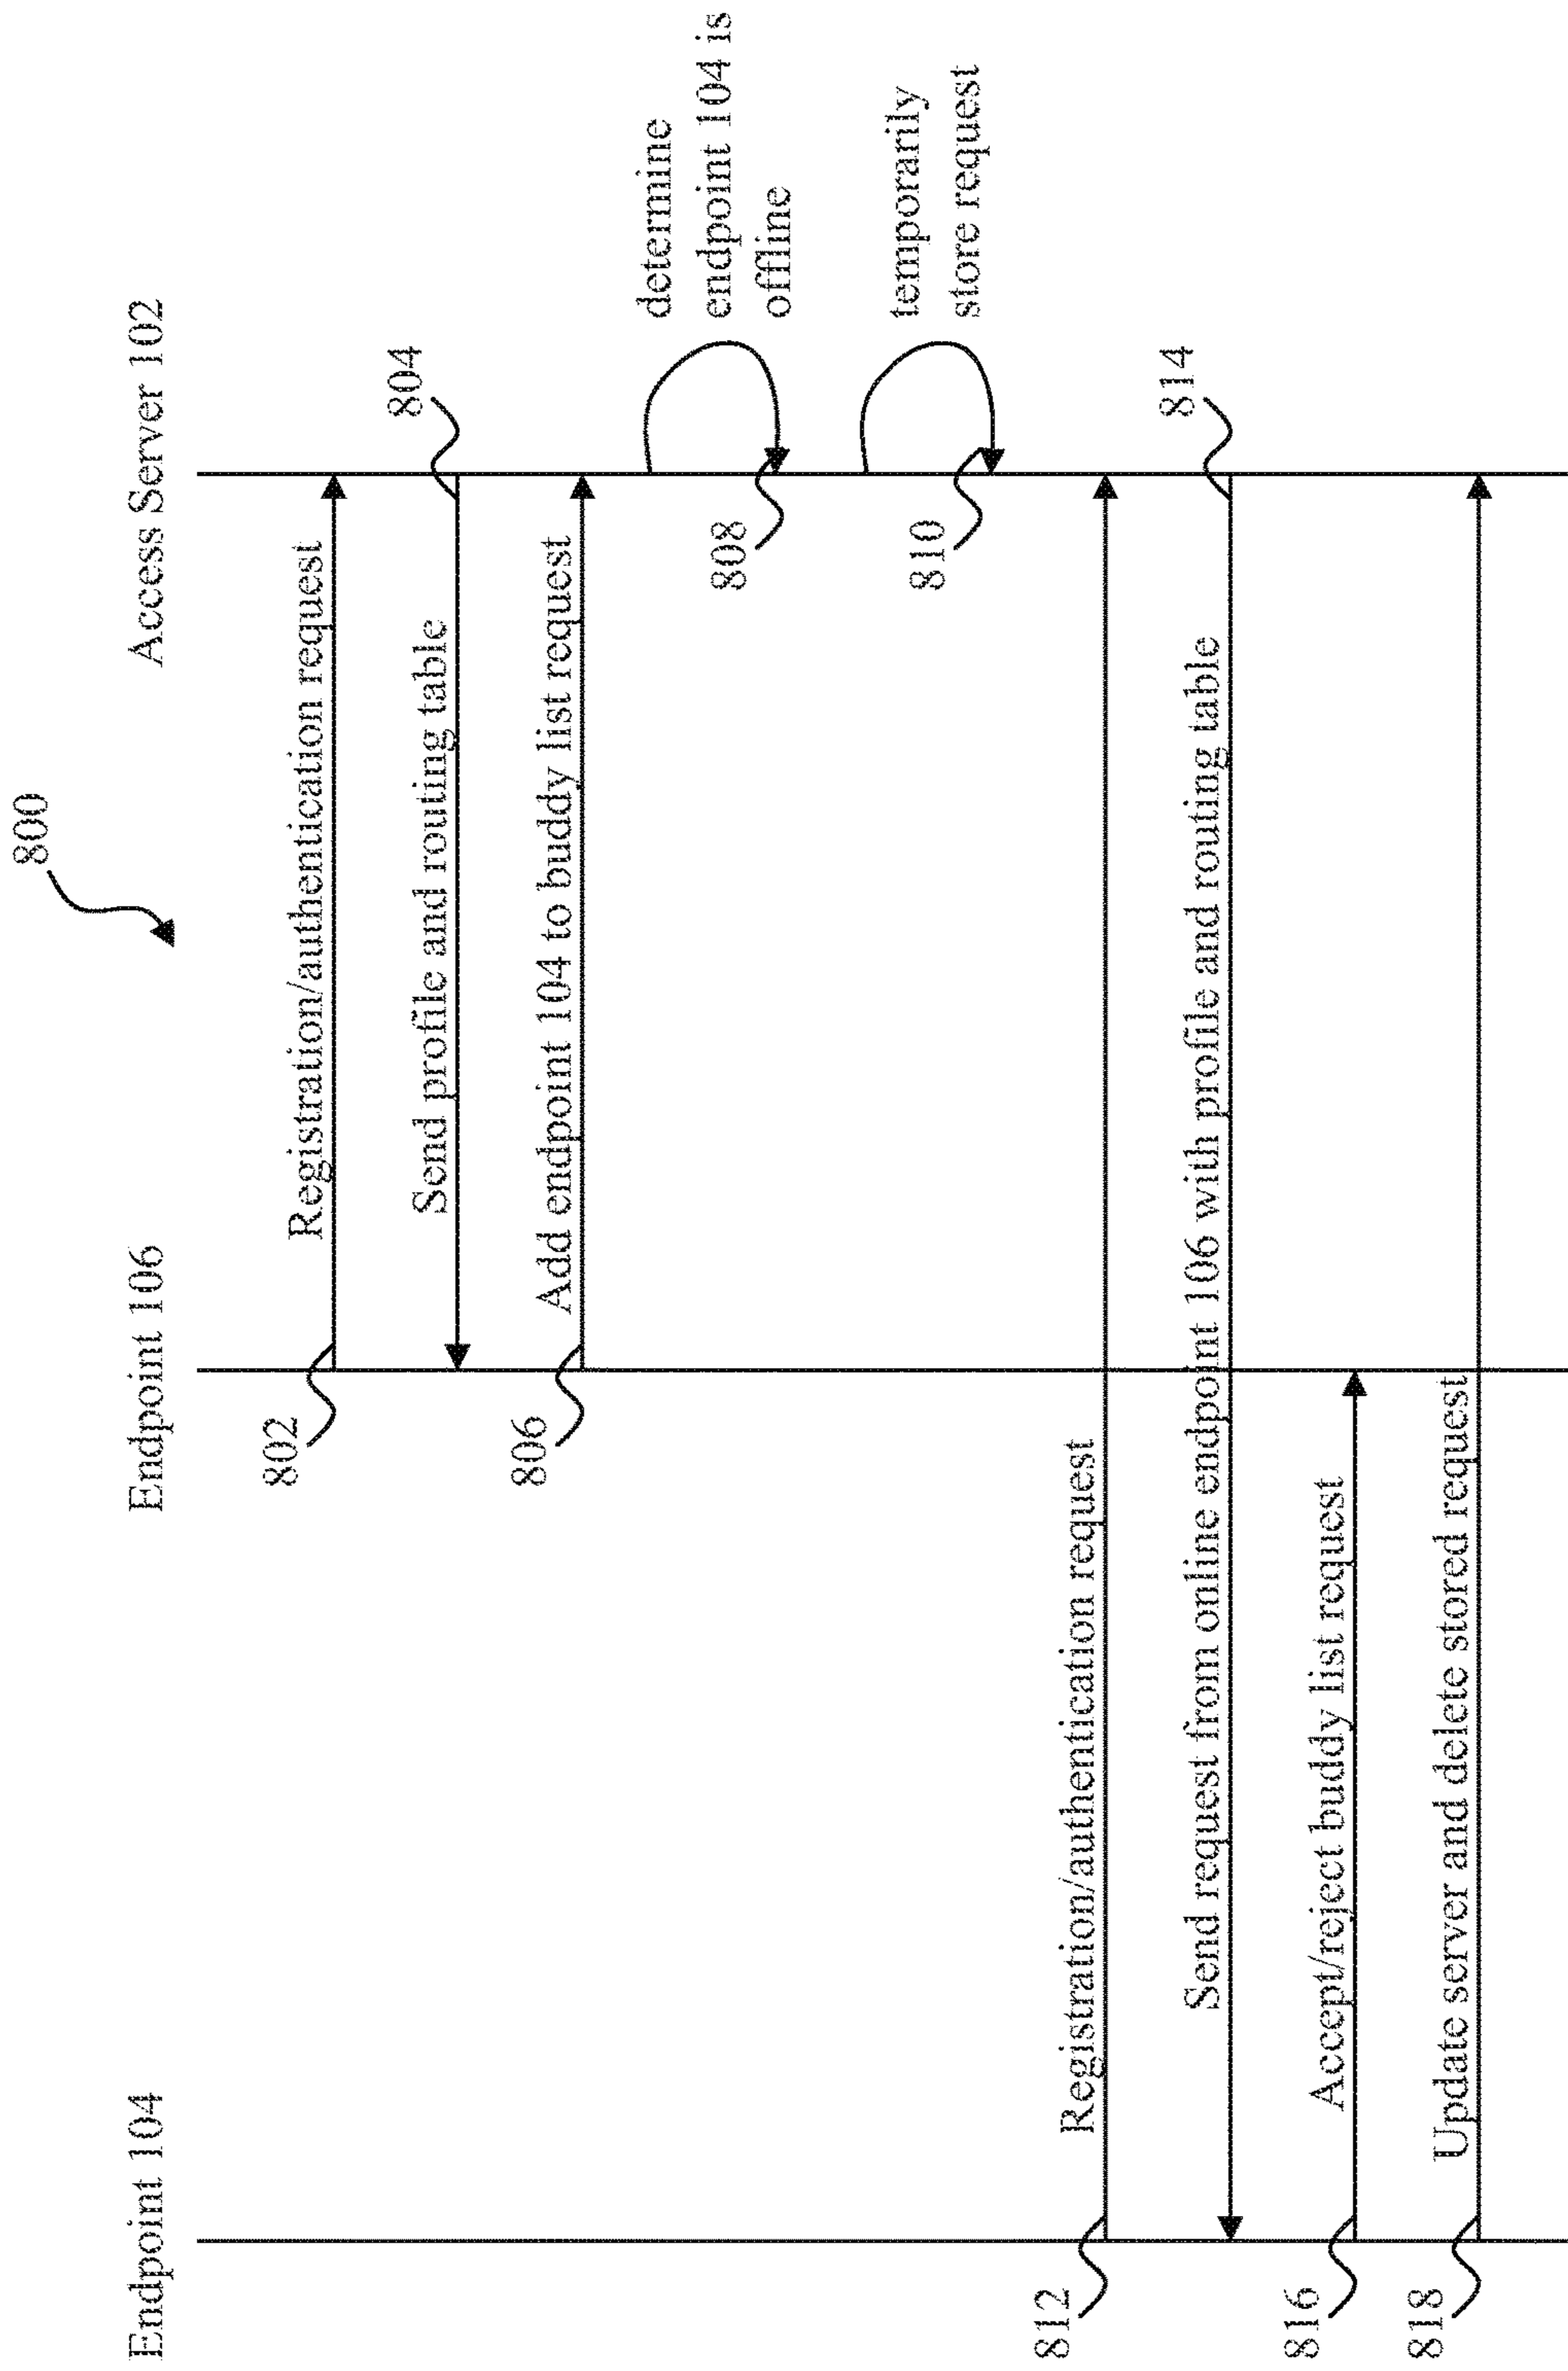 800
Endpoint 104
Endpoint 106
Access Server 102
802
Registration/authentication request
Send profile and routing table
804
806
Add endpoint 104 to buddy list request
determine
endpoint 104 is
offline
808
temporarily
store request
810
812
Registration/authentication request
Send request from online endpoint 106 with profile and routing table
814
816
Accept/reject buddy list request
818
Update server and delete stored request